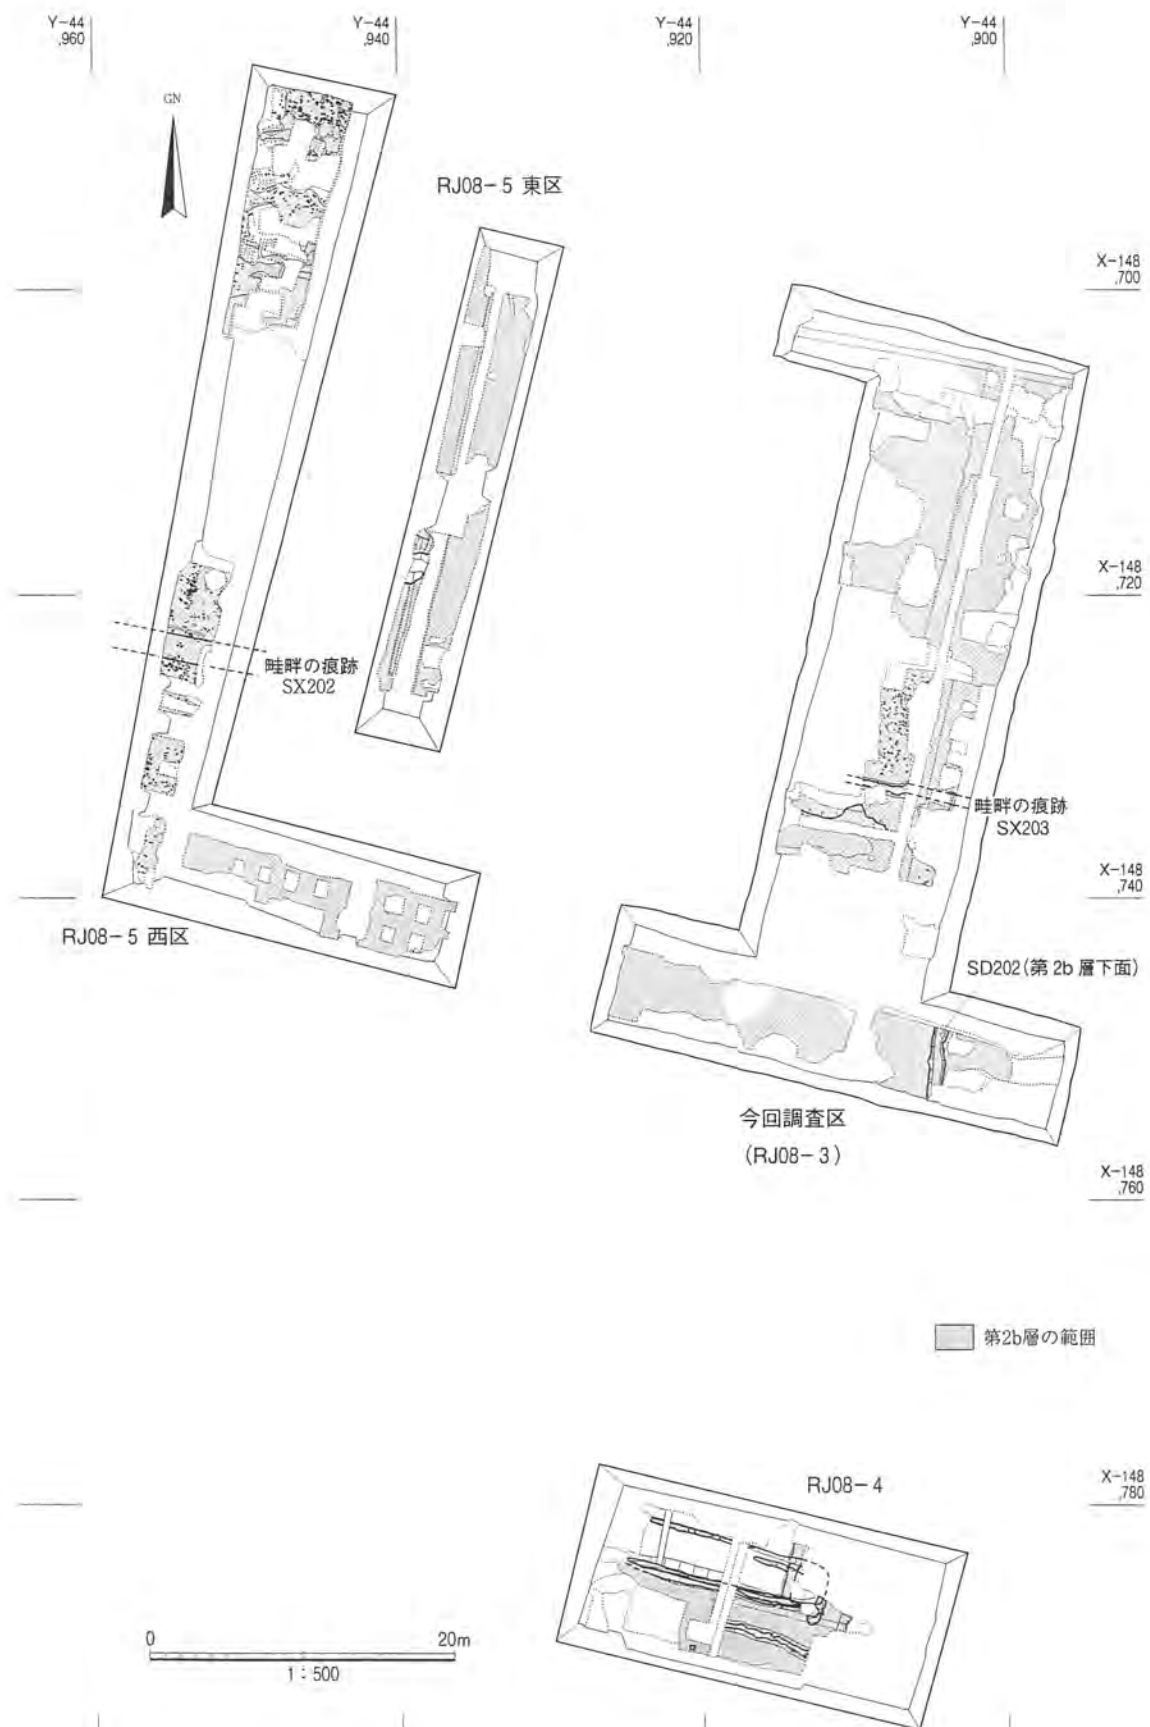 Y-44
,960
Y-44
,940
Y-44
,920
Y-44
,900
GN
RJ08-5 東区
X-148
,700
X-148
,720
畦畔の痕跡
SX202
畦畔の痕跡
SX203
X-148
,740
RJ08-5 西区
SD202(第2b層下面)
今回調査区
(RJ08-3)
X-148
,760
第2b層の範囲
RJ08-4
X-148
,780
0 20m
1:500